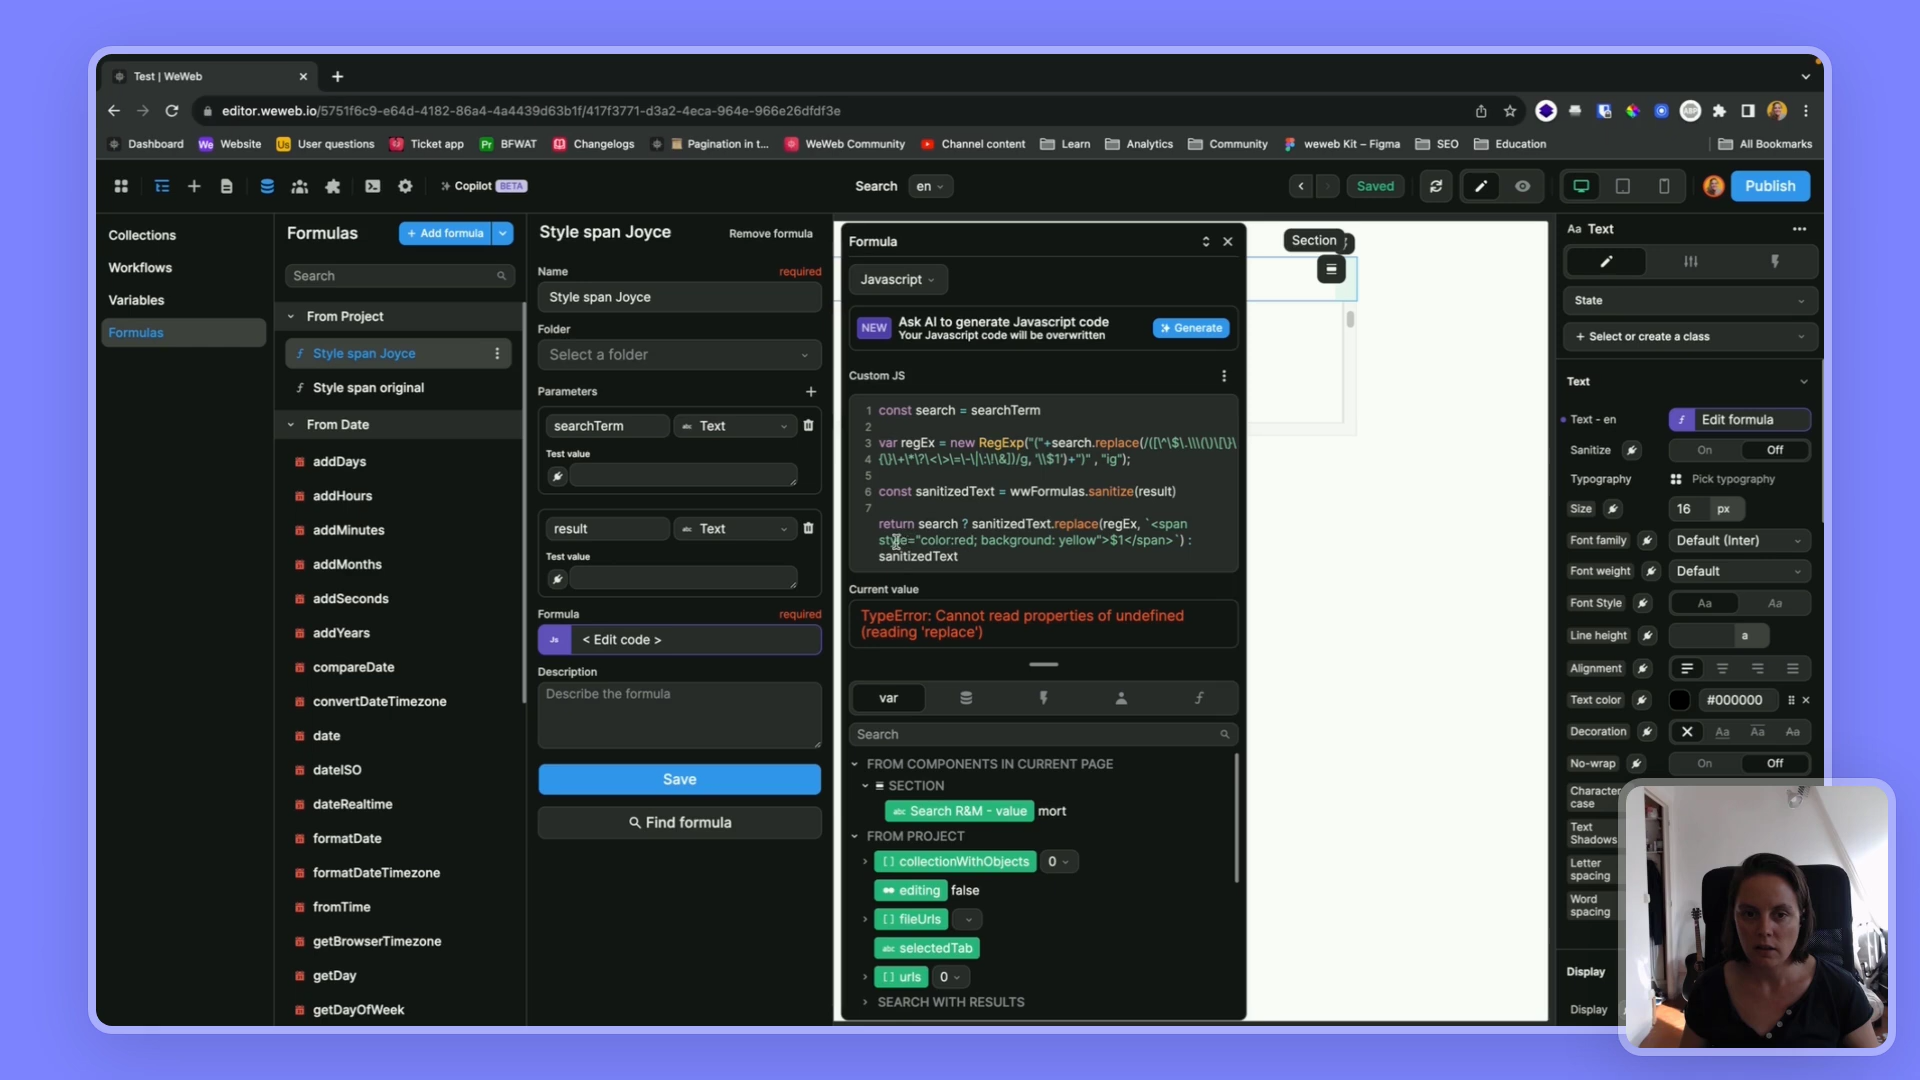 Test | WeWeb
editor.weweb.io/5751f6c9-e64d-4182-86a4-4a4439d63b1f/417f3771-d3a2-4eca-964e-966e26dfdf3e
ABP
Dashboard
We Website
Us User questions
Ticket app
Pr BFWAT
Changelogs
Pagination in t...
WeWeb Community
Channel content
Learn
Analytics
Community
weweb Kit – Figma
SEO
Education
All Bookmarks
Copilot BETA
Search
en
Saved
Publish
Collections
Workflows
Variables
Formulas
Formulas
+ Add formula
Search
From Project
Style span Joyce
Style span original
From Date
addDays
addHours
addMinutes
addMonths
addSeconds
addYears
compareDate
convertDateTimezone
date
dateISO
dateRealtime
formatDate
formatDateTimezone
fromTime
getBrowserTimezone
getDay
getDayOfWeek
Style span Joyce
Remove formula
Name required
Style span Joyce
Folder
Select a folder
Parameters
searchTerm abc Text
Test value
result abc Text
Test value
Formula required
Js < Edit code >
Description
Describe the formula
Save
Find formula
Formula
Javascript
NEW Ask AI to generate Javascript code
Your Javascript code will be overwritten
Generate
Custom JS
1 const search = searchTerm
2
3 var regEx = new RegExp("("+search.replace(/([\^\$\.\\\(\)\[\]\
4 {\}\+\*\?\<\>\=\-\|\:\!\&])/g, '\\$1')+")" , "ig");
5
6 const sanitizedText = wwFormulas.sanitize(result)
7
return search ? sanitizedText.replace(regEx, `<span
style="color:red; background: yellow">$1</span>`) :
sanitizedText
Current value
TypeError: Cannot read properties of undefined
(reading 'replace')
var
Search
FROM COMPONENTS IN CURRENT PAGE
SECTION
abc Search R&M - value mort
FROM PROJECT
[ ] collectionWithObjects 0
editing false
[ ] fileUrls
abc selectedTab
[ ] urls 0
SEARCH WITH RESULTS
Section
Aa Text
State
+ Select or create a class
Text
Text - en Edit formula
Sanitize On Off
Typography Pick typography
Size 16 px
Font family Default (Inter)
Font weight Default
Font Style Aa Aa
Line height a
Alignment
Text color #000000
Decoration Aa Aa Aa
No-wrap On Off
Character
case
Text
Shadows
Letter
spacing
Word
spacing
Display
Display